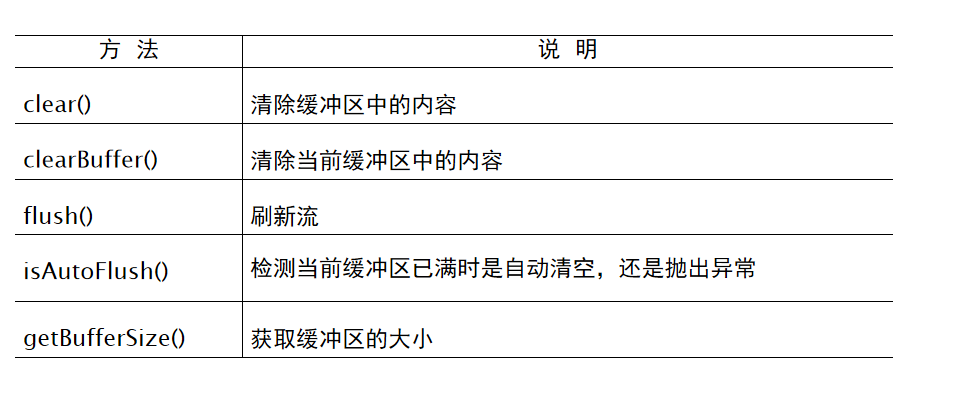 方 法 说 明
clear() 清除缓冲区中的内容
clearBuffer() 清除当前缓冲区中的内容
flush() 刷新流
isAutoFlush() 检测当前缓冲区已满时是自动清空，还是抛出异常
getBufferSize() 获取缓冲区的大小